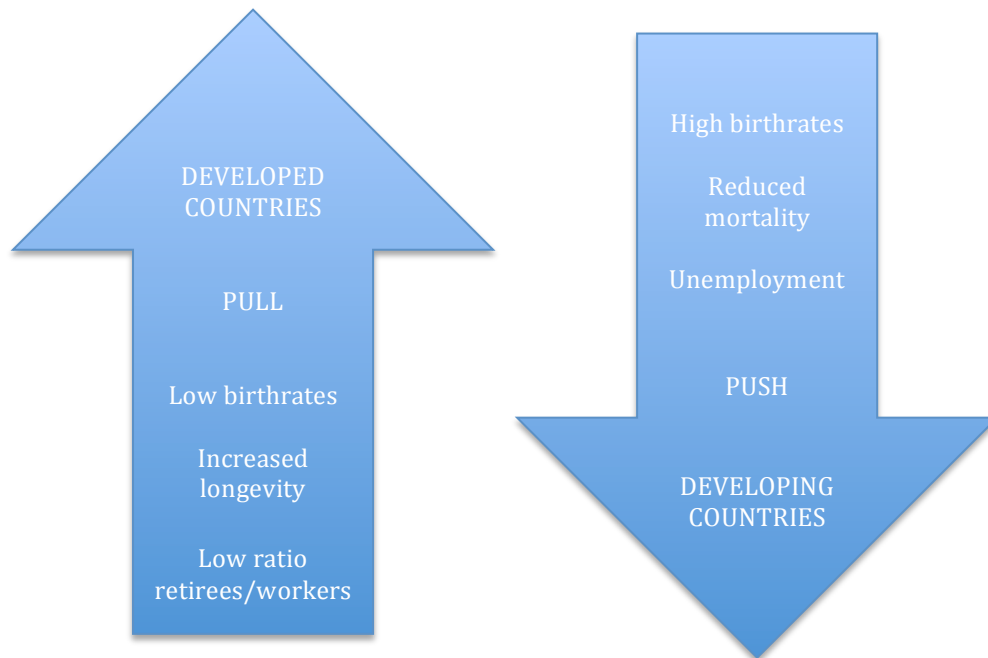 DEVELOPED
COUNTRIES
PULL
Low birthrates
Increased
longevity
Low ratio
retirees/workers
High birthrates
Reduced
mortality
Unemployment
PUSH
DEVELOPING
COUNTRIES